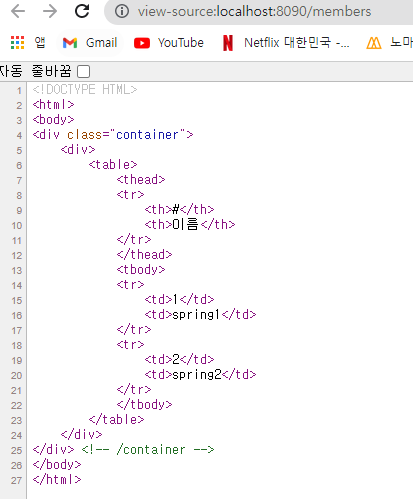 view-source:localhost:8090/members
앱 Gmail YouTube Netflix 대한민국 -... 노마
자동 줄바꿈
1 <!DOCTYPE HTML>
2 <html>
3 <body>
4 <div class="container">
5 <div>
6 <table>
7 <thead>
8 <tr>
9 <th>#</th>
10 <th>이름</th>
11 </tr>
12 </thead>
13 <tbody>
14 <tr>
15 <td>1</td>
16 <td>spring1</td>
17 </tr>
18 <tr>
19 <td>2</td>
20 <td>spring2</td>
21 </tr>
22 </tbody>
23 </table>
24 </div>
25 </div> <!-- /container -->
26 </body>
27 </html>